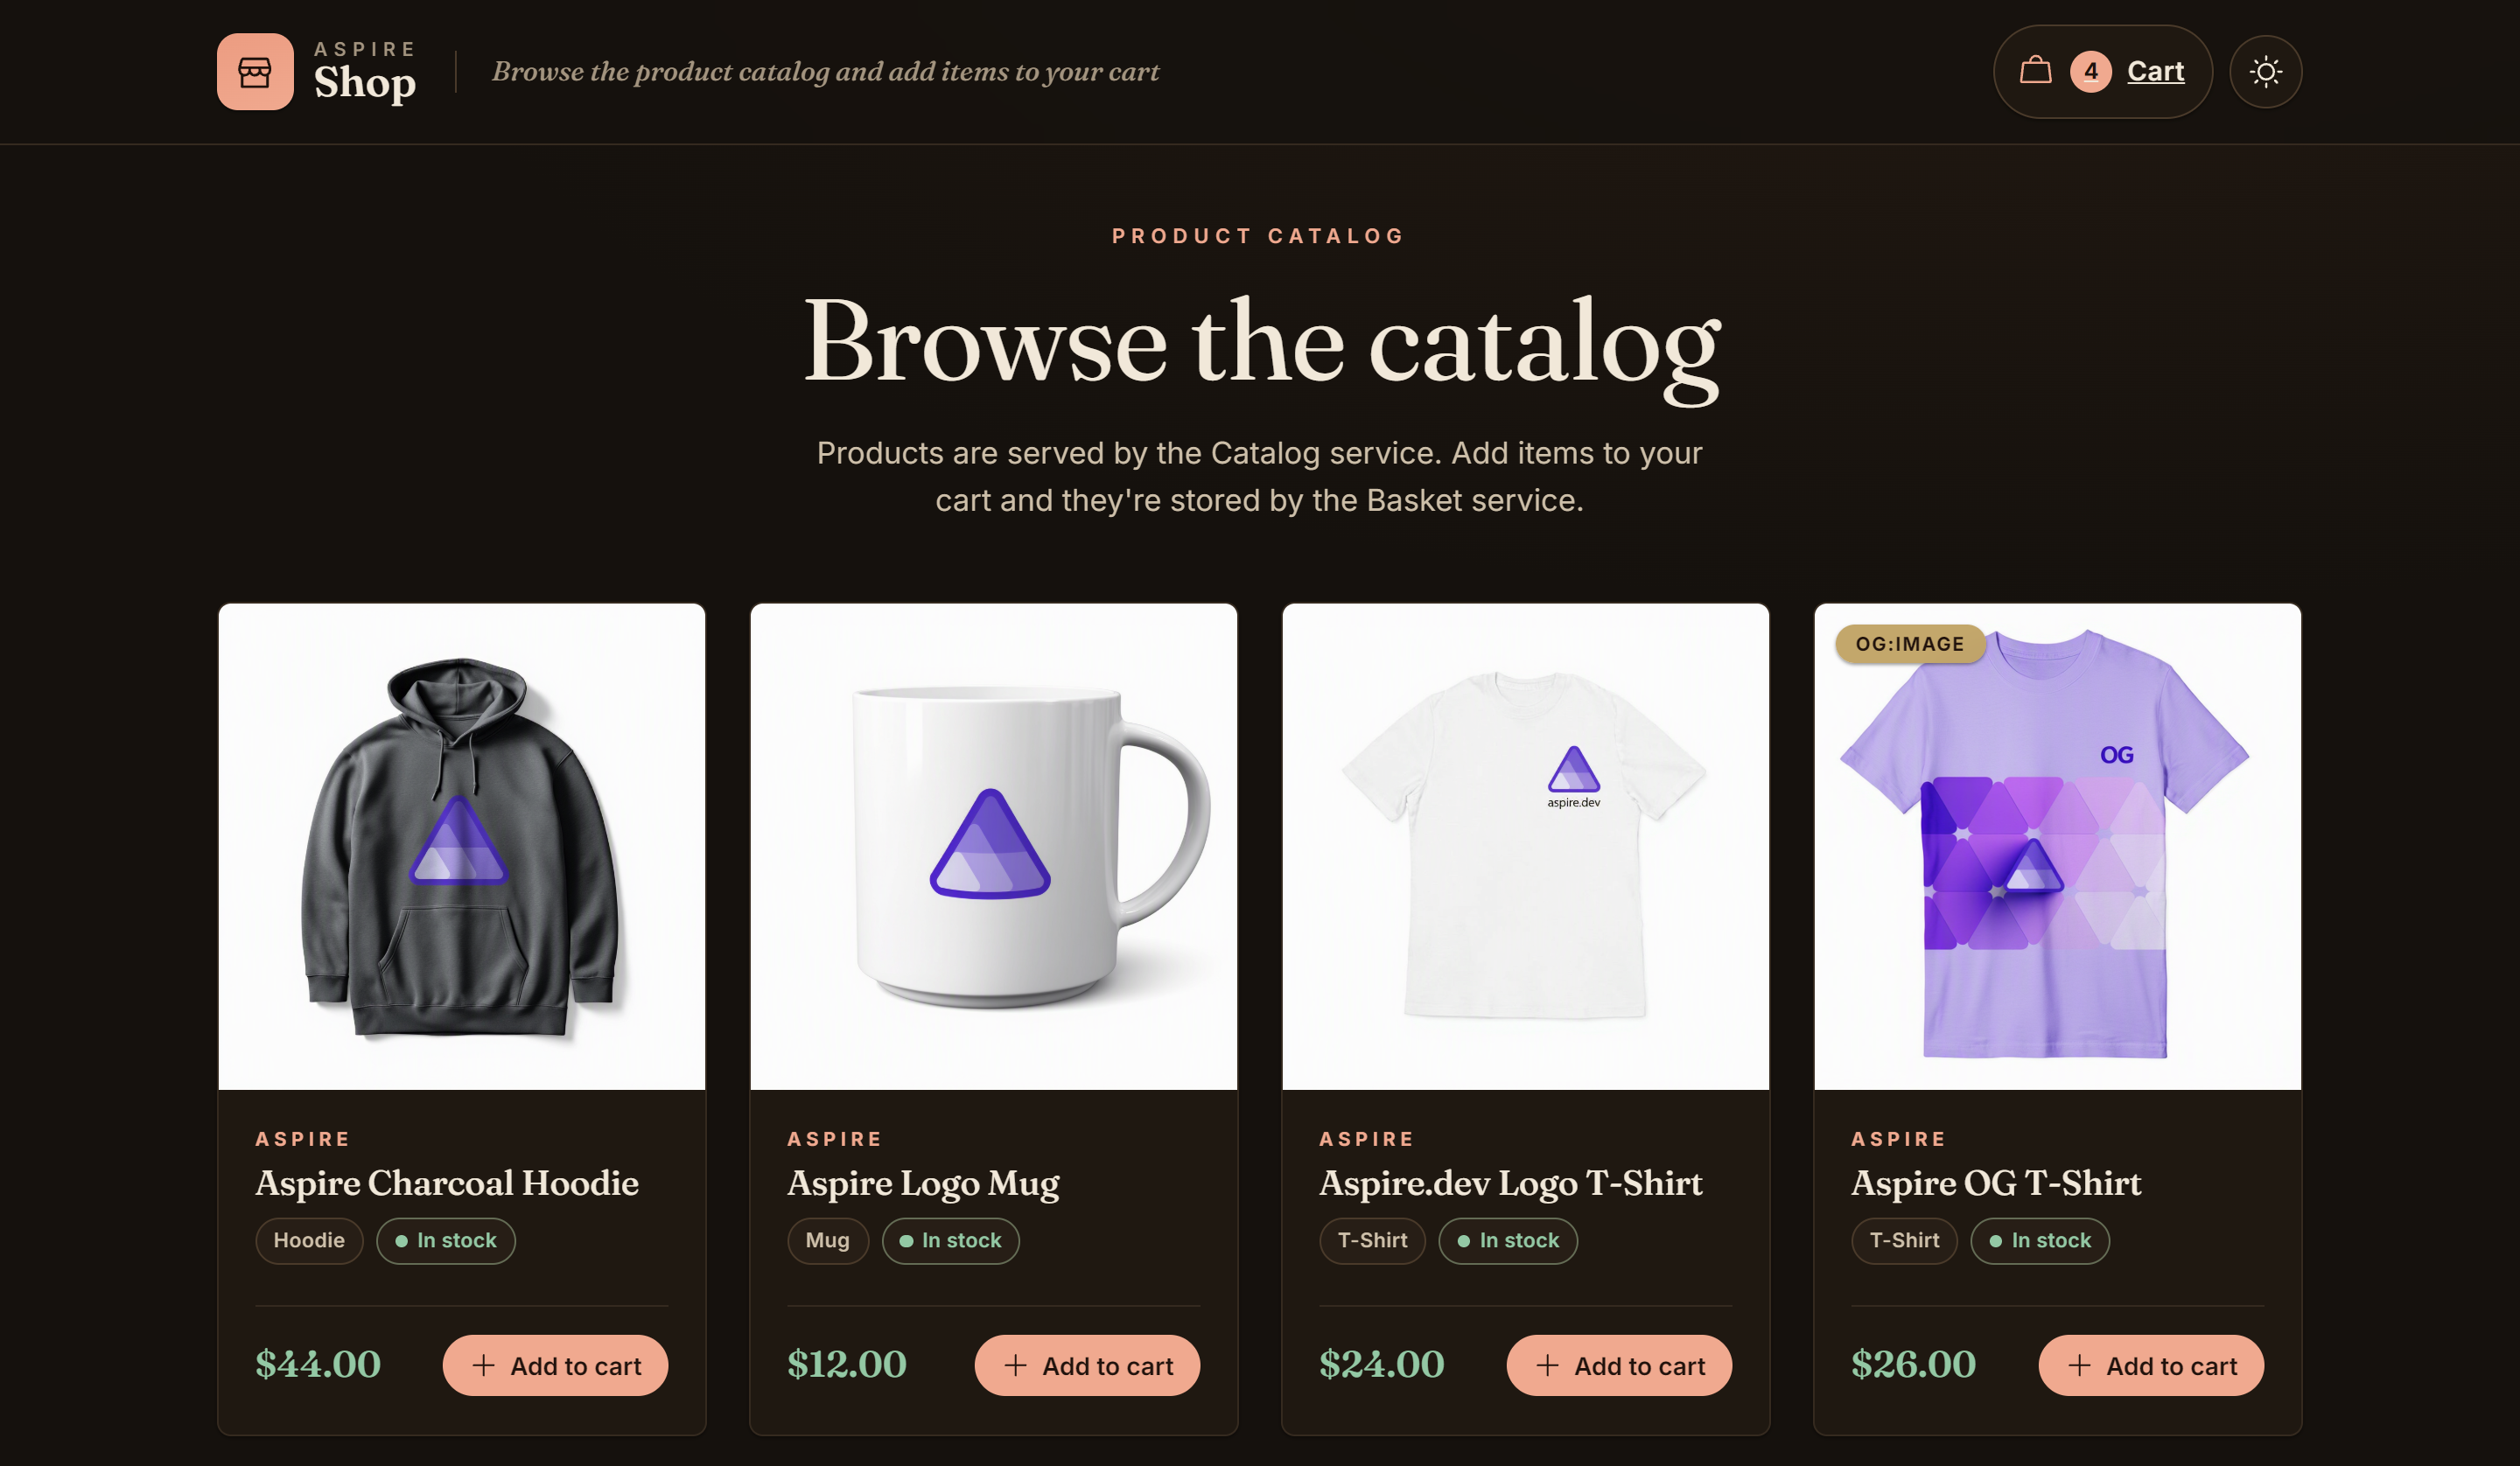 ASPIRE
Shop
Browse the product catalog and add items to your cart
4
Cart
PRODUCT CATALOG
Browse the catalog
Products are served by the Catalog service. Add items to your
cart and they're stored by the Basket service.
aspire.dev
OG:IMAGE
OG
ASPIRE
Aspire Charcoal Hoodie
Hoodie
In stock
$44.00
Add to cart
ASPIRE
Aspire Logo Mug
Mug
In stock
$12.00
Add to cart
ASPIRE
Aspire.dev Logo T-Shirt
T-Shirt
In stock
$24.00
Add to cart
ASPIRE
Aspire OG T-Shirt
T-Shirt
In stock
$26.00
Add to cart